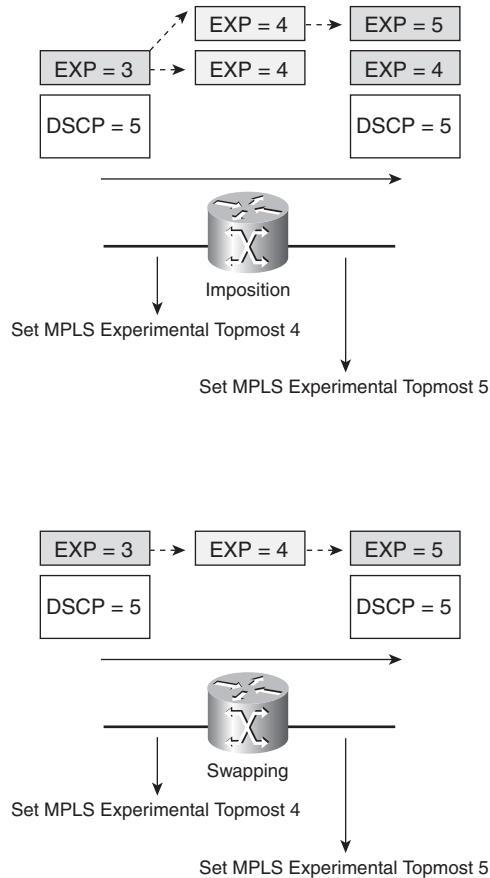 EXP = 4
EXP = 5
EXP = 3
EXP = 4
EXP = 4
DSCP = 5
DSCP = 5
Imposition
Set MPLS Experimental Topmost 4
Set MPLS Experimental Topmost 5
EXP = 3
EXP = 4
EXP = 5
DSCP = 5
DSCP = 5
Swapping
Set MPLS Experimental Topmost 4
Set MPLS Experimental Topmost 5